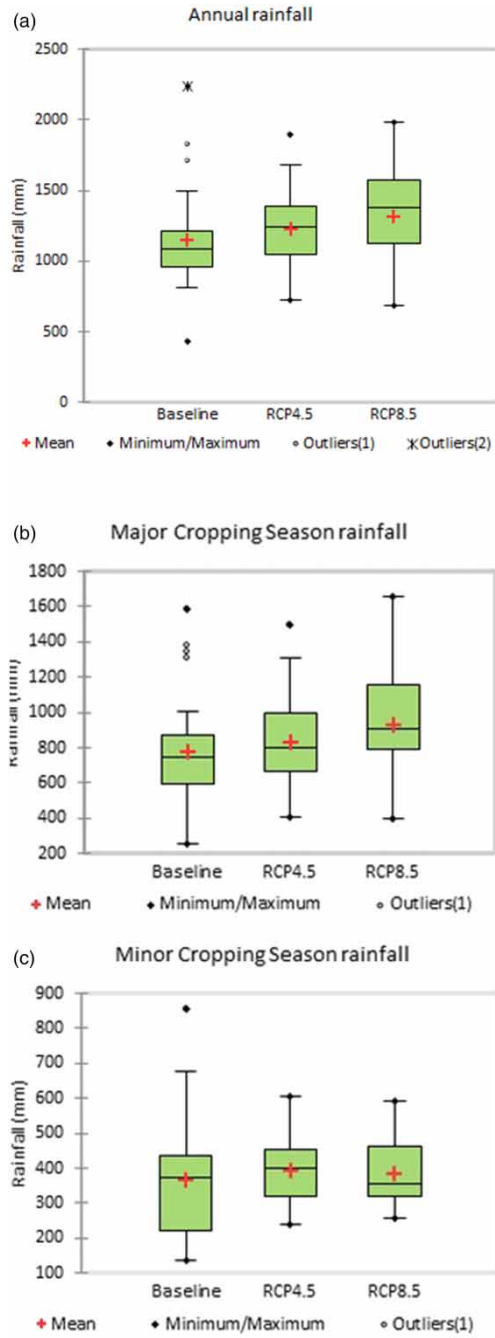 (a)
Annual rainfall
2500
2000
1500
1000
500
0
Rainfall (mm)
Baseline RCP4.5 RCP8.5
Mean Minimum/Maximum Outliers(1) Outliers(2)
(b)
Major Cropping Season rainfall
1800
1600
1400
1200
1000
800
600
400
200
Rainfall (mm)
Baseline RCP4.5 RCP8.5
Mean Minimum/Maximum Outliers(1)
(c)
Minor Cropping Season rainfall
900
800
700
600
500
400
300
200
100
Rainfall (mm)
Baseline RCP4.5 RCP8.5
Mean Minimum/Maximum Outliers(1)